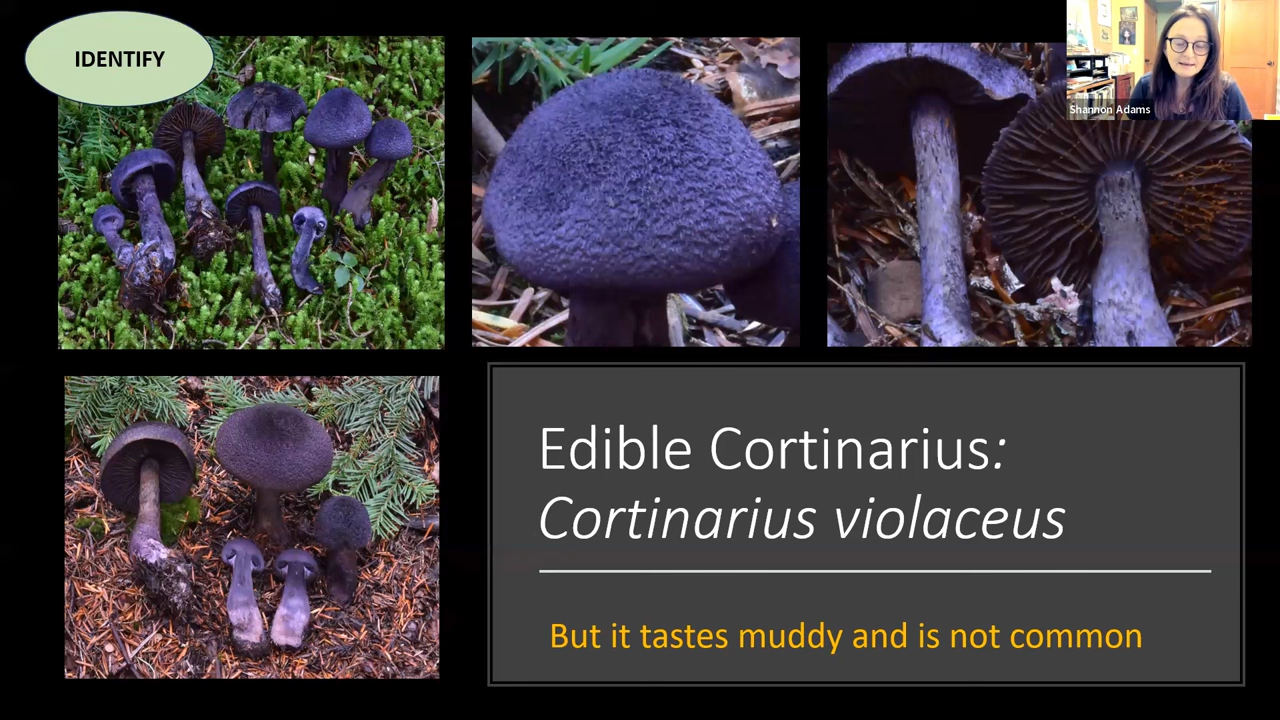 IDENTIFY
Shannon Adams
Edible Cortinarius:
Cortinarius violaceus
But it tastes muddy and is not common